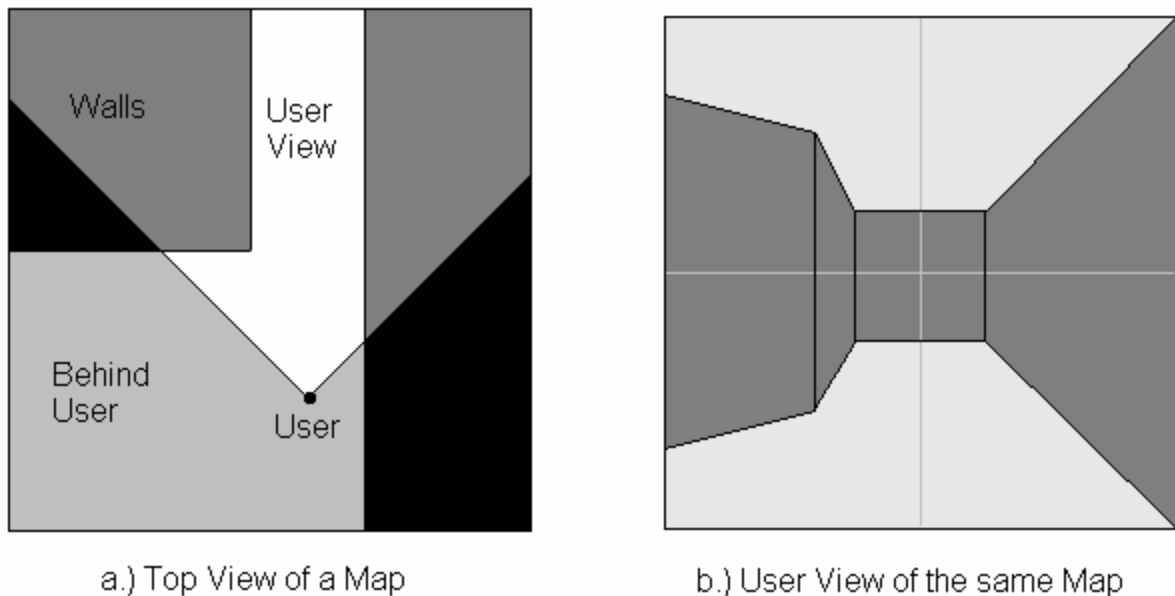 Walls
User
View
Behind
User
User
a.) Top View of a Map
b.) User View of the same Map